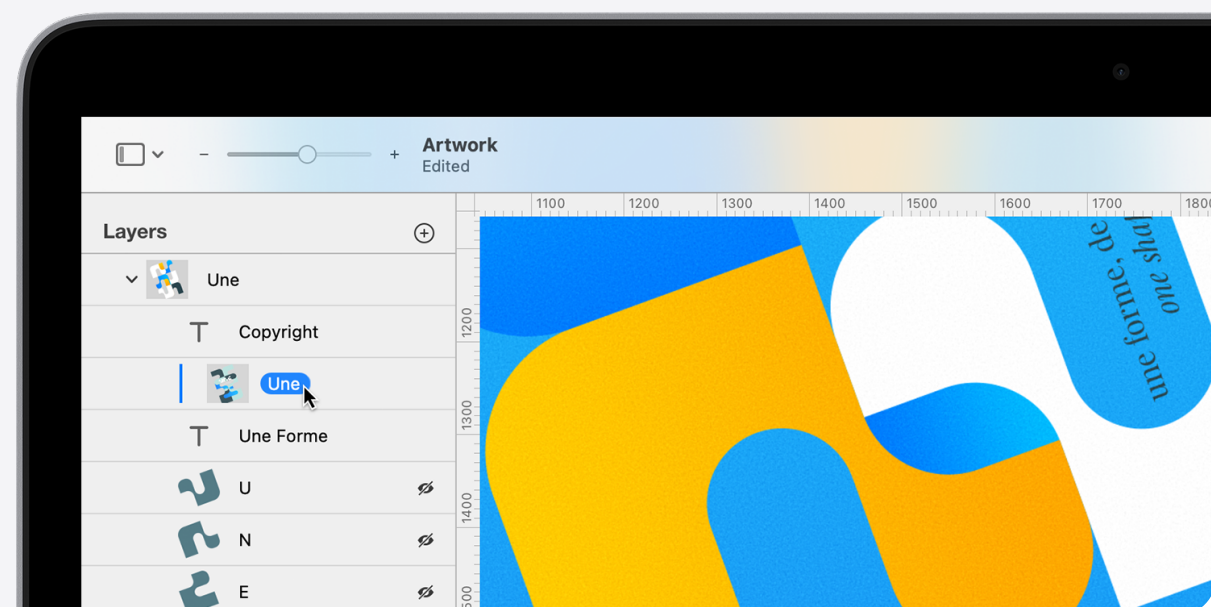 − + Artwork
Edited
1100 1200 1300 1400 1500 1600 1700 1800
Layers
Une
Copyright
Une
Une Forme
U
N
E
1200
1300
1400
une forme, de
one shap